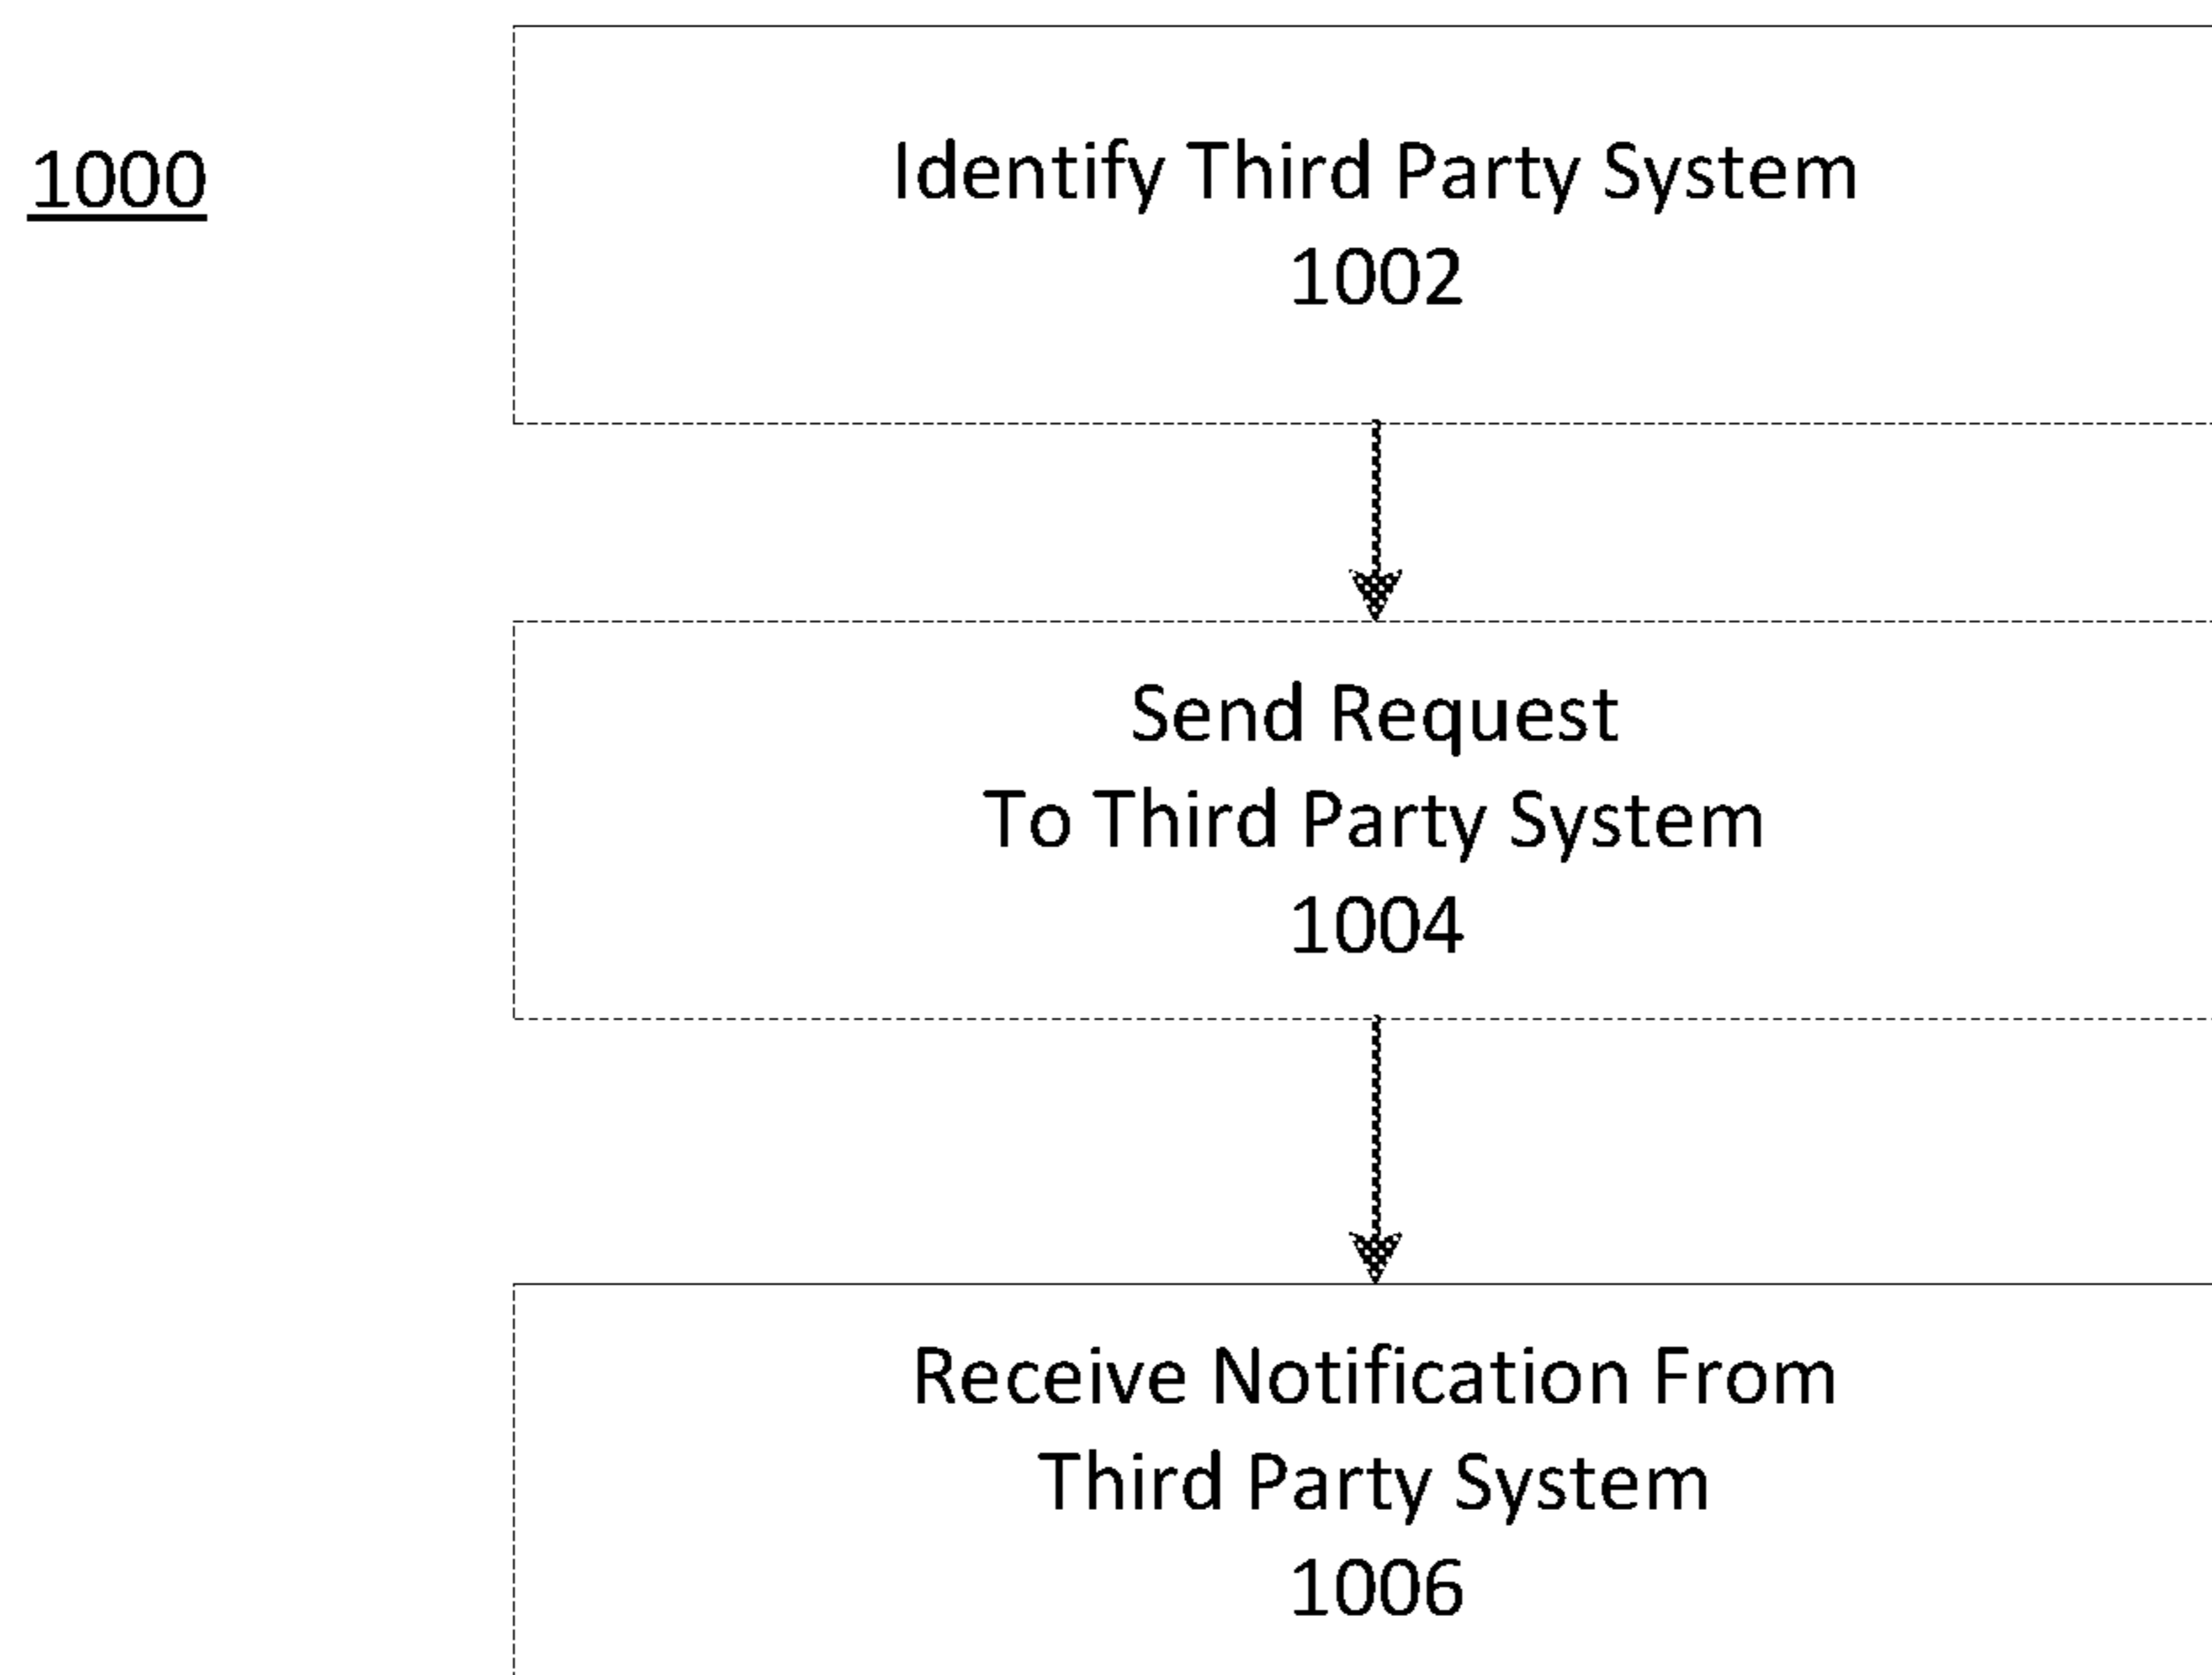 1000
Identify Third Party System
1002
Send Request
To Third Party System
1004
Receive Notification From
Third Party System
1006